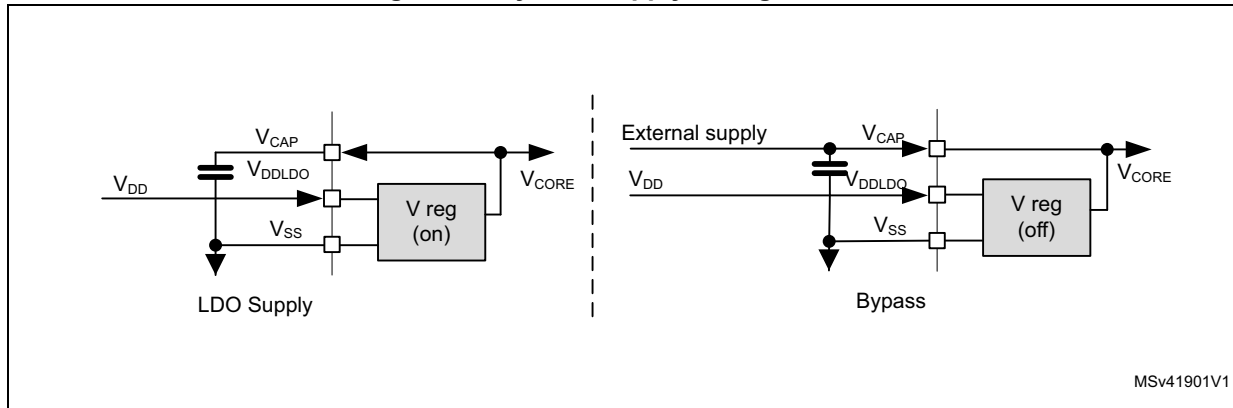 VCAP
VDDLDO
VDD
VCORE
V reg
(on)
VSS
LDO Supply
External supply
VCAP
VDD
VDDLDO
VCORE
V reg
(off)
VSS
Bypass
MSv41901V1